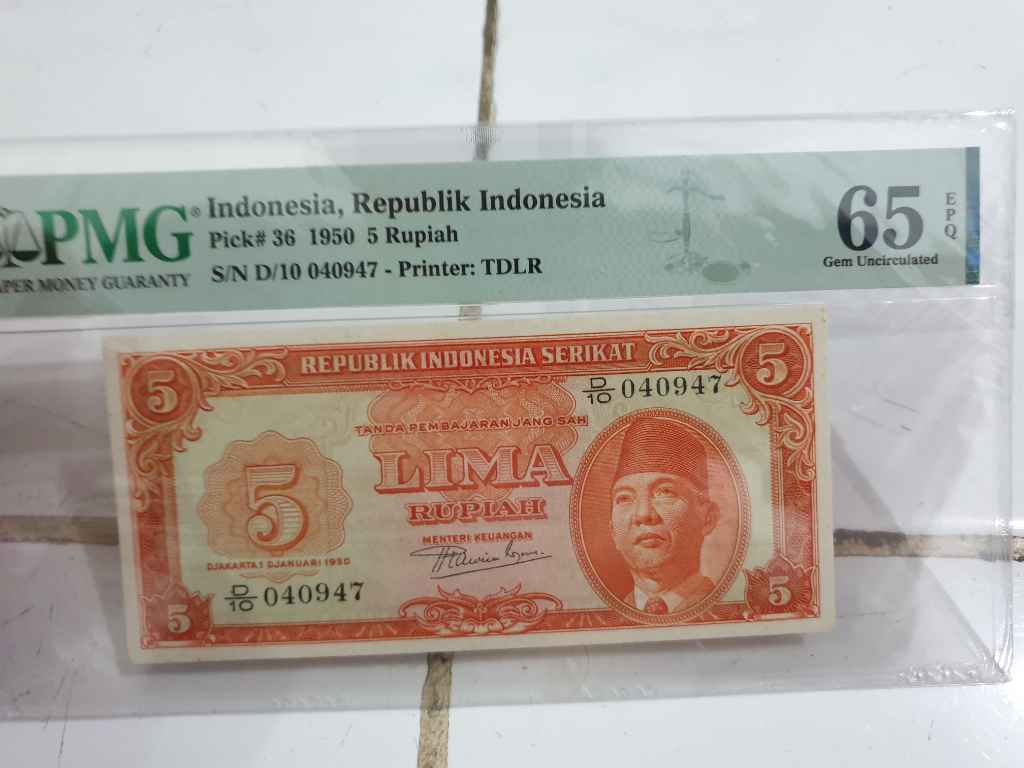 PMG® Indonesia, Republik Indonesia
Pick# 36 1950 5 Rupiah
PAPER MONEY GUARANTY
S/N D/10 040947 - Printer: TDLR
65
EPQ
Gem Uncirculated
5 REPUBLIK INDONESIA SERIKAT 5
D/10 040947
TANDA PEMBAJARAN JANG SAH
5
LIMA
RUPIAH
MENTERI KEUANGAN
DJAKARTA 1 DJANUARI 1950
D/10 040947
5 5